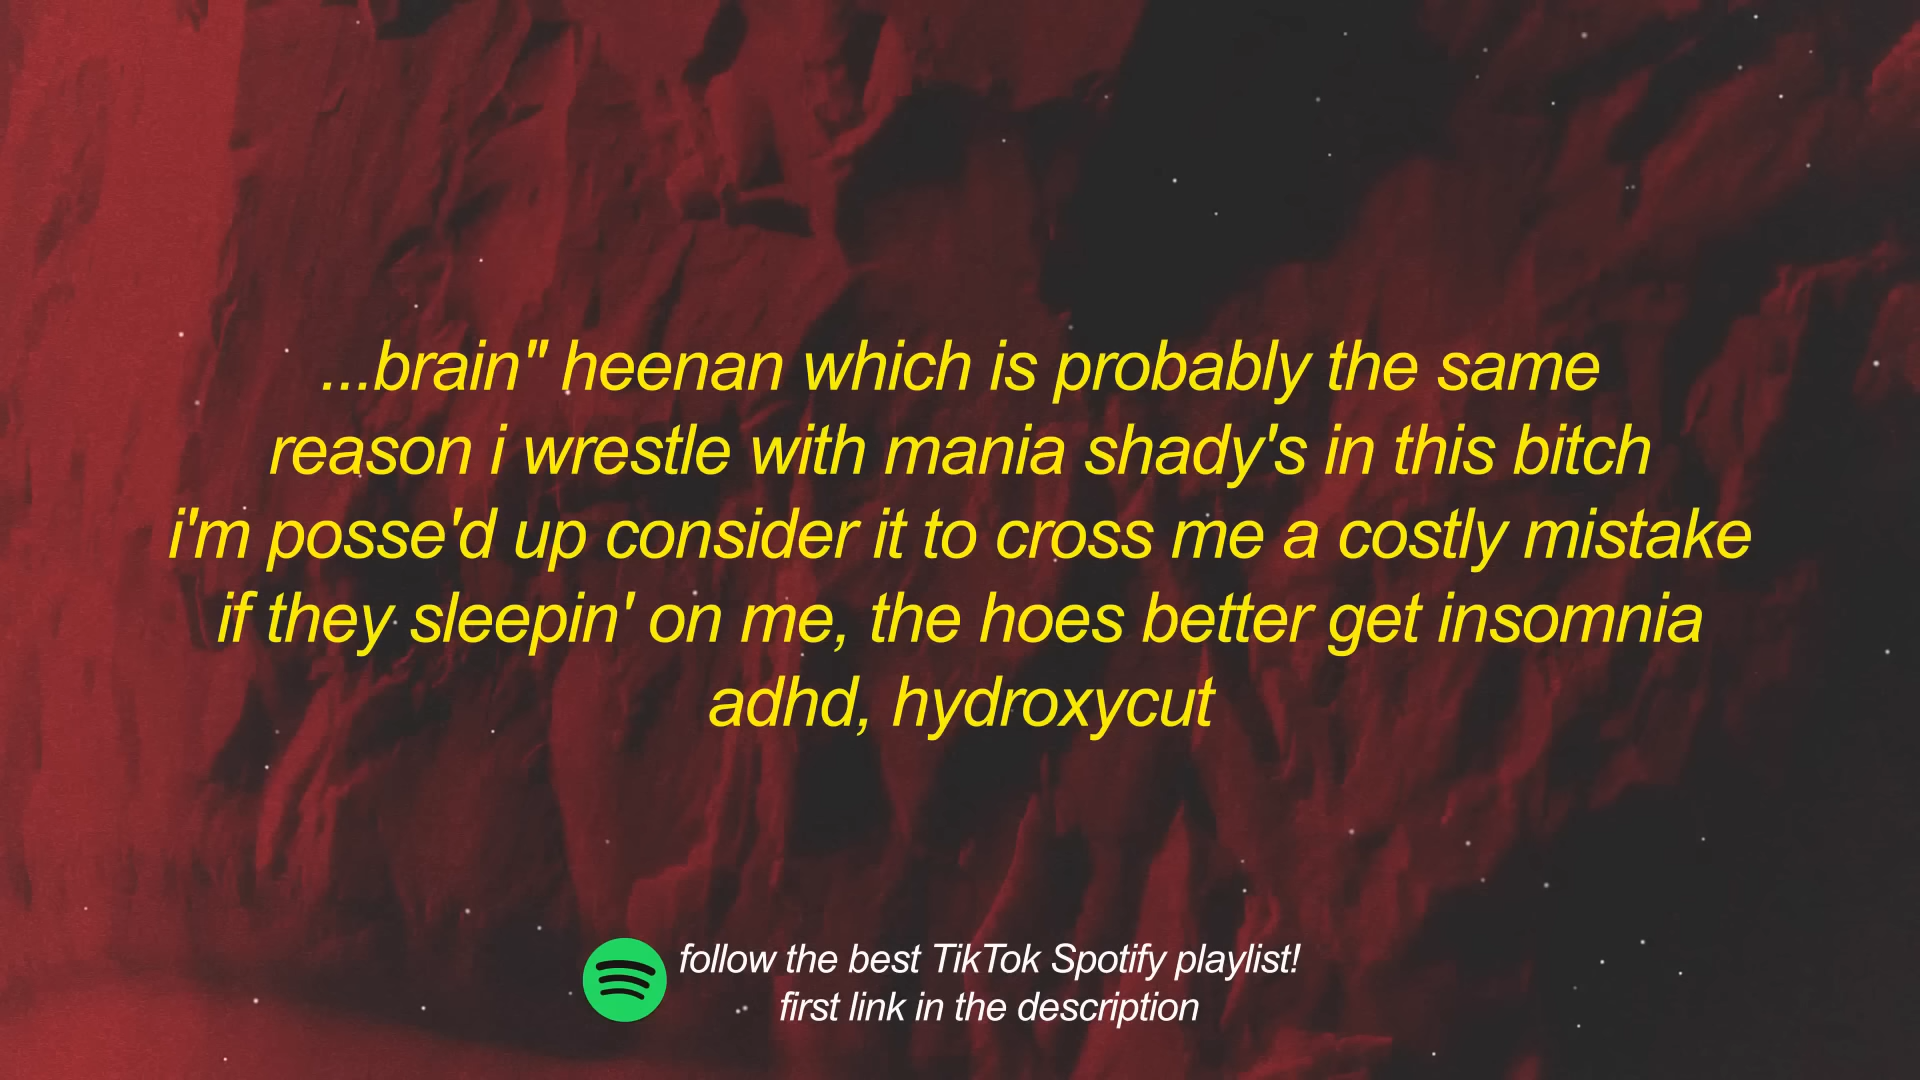 ...brain" heenan which is probably the same
reason i wrestle with mania shady's in this bitch
i'm posse'd up consider it to cross me a costly mistake
if they sleepin' on me, the hoes better get insomnia
adhd, hydroxycut
follow the best TikTok Spotify playlist!
first link in the description